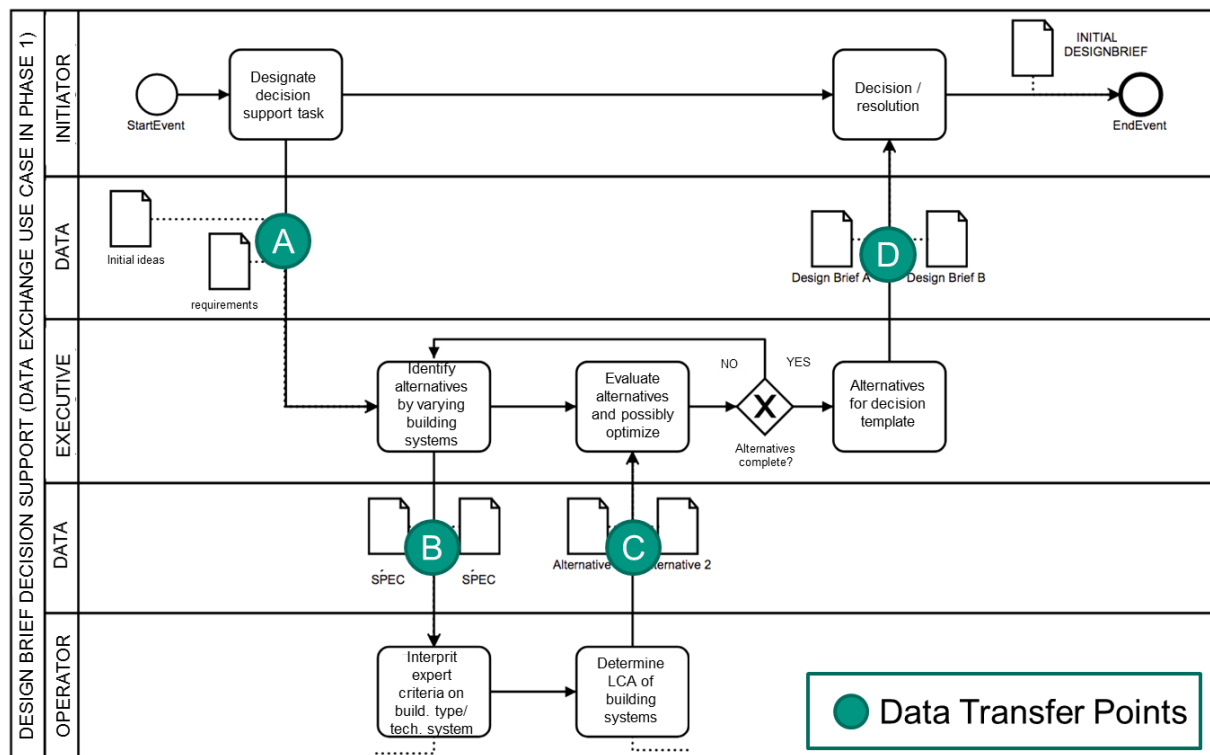 DESIGN BRIEF DECISION SUPPORT (DATA EXCHANGE USE CASE IN PHASE 1)
INITIATOR
StartEvent
Designate
decision
support task
Decision /
resolution
INITIAL
DESIGNBRIEF
EndEvent
DATA
Initial ideas
requirements
A
Design Brief A
D
Design Brief B
EXECUTIVE
Identify
alternatives
by varying
building
systems
Evaluate
alternatives
and possibly
optimize
NO
YES
X
Alternatives
complete?
Alternatives
for decision
template
DATA
SPEC
B
SPEC
Alternative
C
ternative 2
OPERATOR
Interprit
expert
criteria on
build. type/
tech. system
Determine
LCA of
building
systems
Data Transfer Points